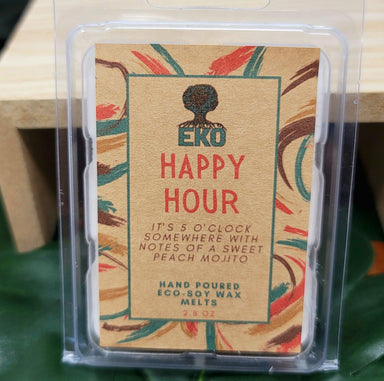 EKO
HAPPY
HOUR
IT'S 5 O'CLOCK
SOMEWHERE WITH
NOTES OF A SWEET
PEACH MOJITO
HAND POURED
ECO-SOY WAX
MELTS
2.8 OZ